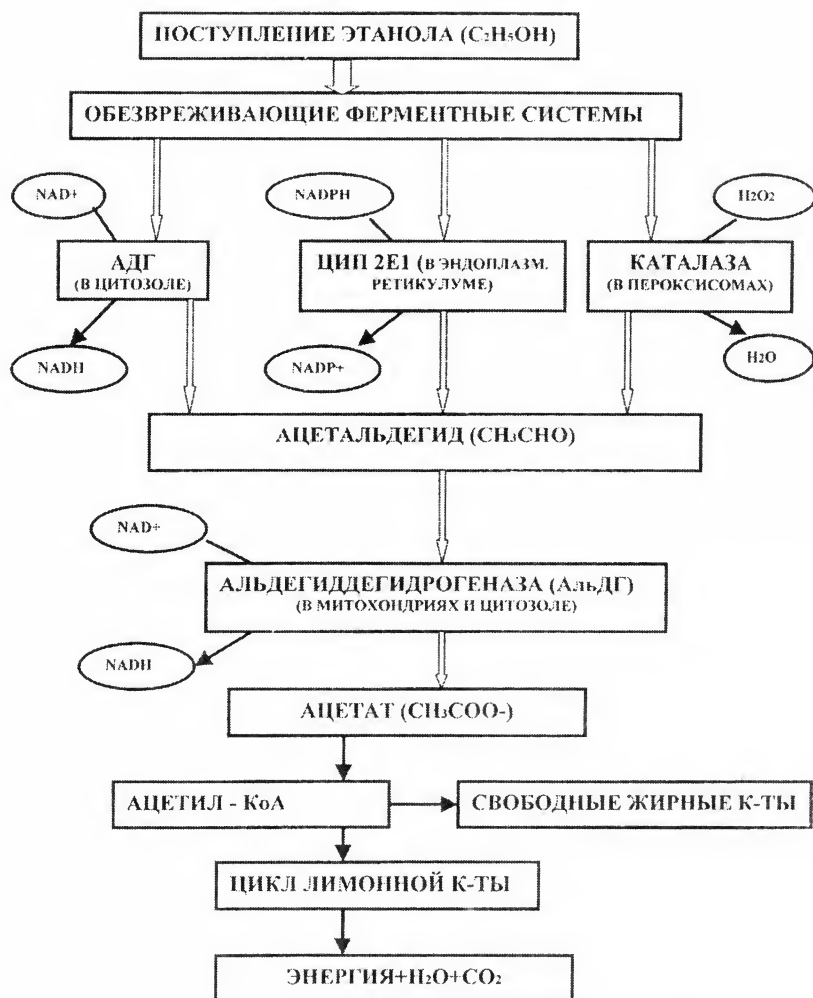 ПОСТУПЛЕНИЕ ЭТАНОЛА (C₂H₅OH)
ОБЕЗВРЕЖИВАЮЩИЕ ФЕРМЕНТНЫЕ СИСТЕМЫ
NAD+
NADPH
H₂O₂
АДГ
(В ЦИТОЗОЛЕ)
ЦИП 2E1 (В ЭНДОПЛАЗМ.
РЕТИКУЛУМЕ)
КАТАЛАЗА
(В ПЕРОКСИСОМАХ)
NADH
NADP+
H₂O
АЦЕТАЛЬДЕГИД (CH₃CHO)
NAD+
АЛЬДЕГИДДЕГИДРОГЕНАЗА (АльДГ)
(В МИТОХОНДРИЯХ И ЦИТОЗОЛЕ)
NADH
АЦЕТАТ (CH₃COO-)
АЦЕТИЛ - КоА
СВОБОДНЫЕ ЖИРНЫЕ К-ТЫ
ЦИКЛ ЛИМОННОЙ К-ТЫ
ЭНЕРГИЯ+H₂O+CO₂